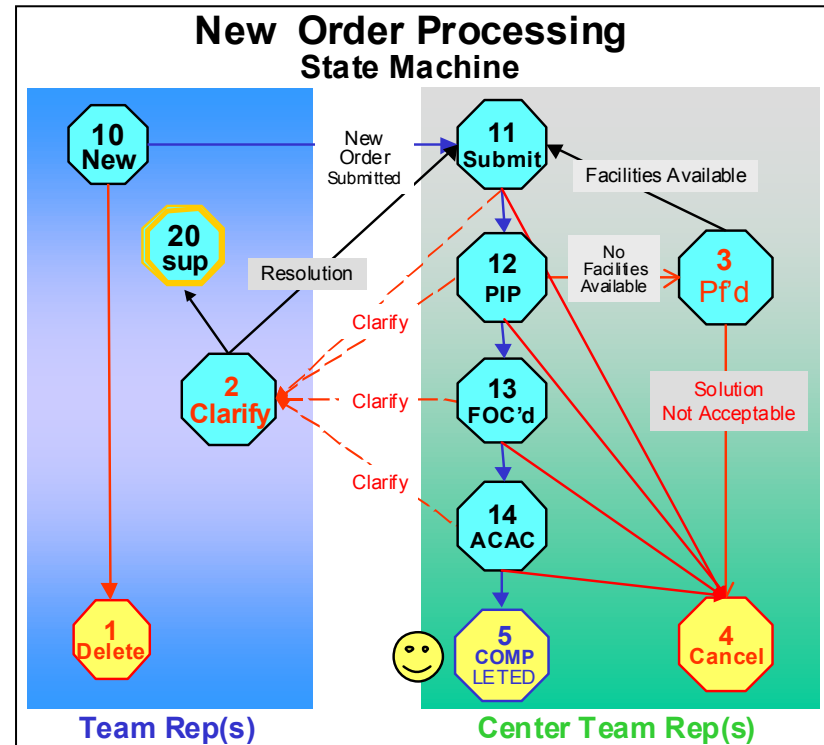 New Order Processing
State Machine
10
New
New
Order
Submitted
11
Submit
Facilities Available
20
sup
Resolution
12
PIP
No
Facilities
Available
3
Pf'd
Clarify
2
Clarify
Clarify
13
FOC'd
Solution
Not Acceptable
Clarify
14
ACAC
1
Delete
5
COMP
LETED
4
Cancel
Team Rep(s)
Center Team Rep(s)